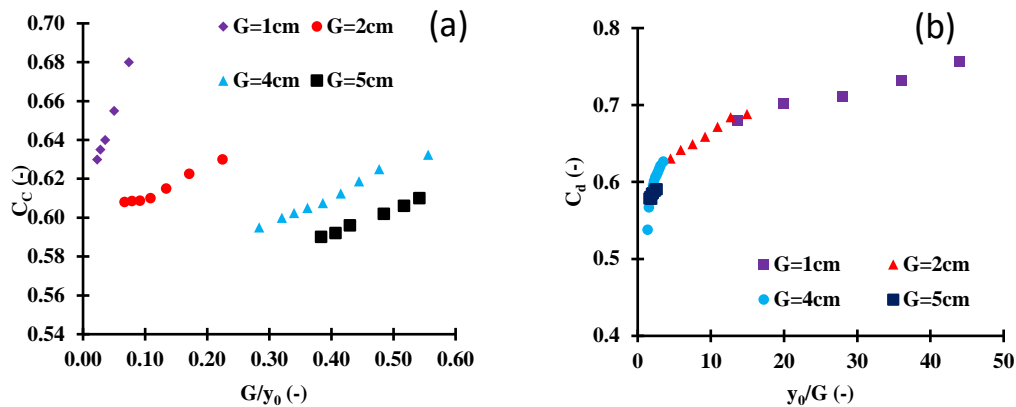 (a)
G=1cm G=2cm
G=4cm G=5cm
0.70
0.68
0.66
0.64
0.62
0.60
0.58
0.56
0.54
C_C (-)
0.00 0.10 0.20 0.30 0.40 0.50 0.60
G/y₀ (-)
(b)
0.8
0.7
0.6
0.5
0.4
C_d (-)
G=1cm G=2cm
G=4cm G=5cm
0 10 20 30 40 50
y₀/G (-)